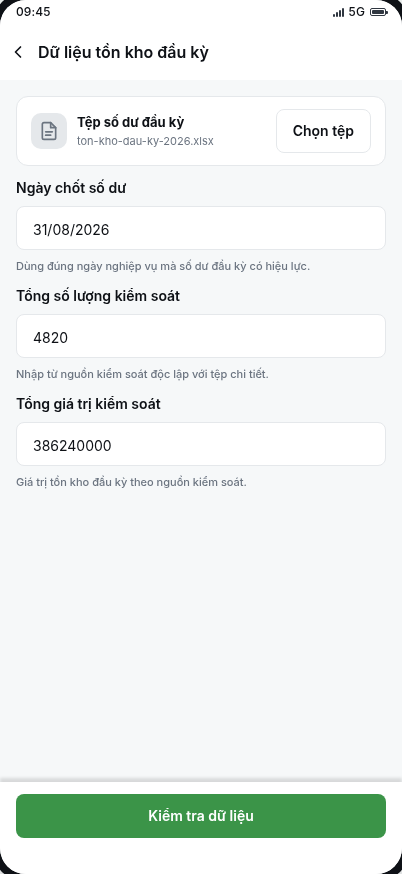 09:45
5G
Dữ liệu tồn kho đầu kỳ
Tệp số dư đầu kỳ
ton-kho-dau-ky-2026.xlsx
Chọn tệp
Ngày chốt số dư
31/08/2026
Dùng đúng ngày nghiệp vụ mà số dư đầu kỳ có hiệu lực.
Tổng số lượng kiểm soát
4820
Nhập từ nguồn kiểm soát độc lập với tệp chi tiết.
Tổng giá trị kiểm soát
386240000
Giá trị tồn kho đầu kỳ theo nguồn kiểm soát.
Kiểm tra dữ liệu